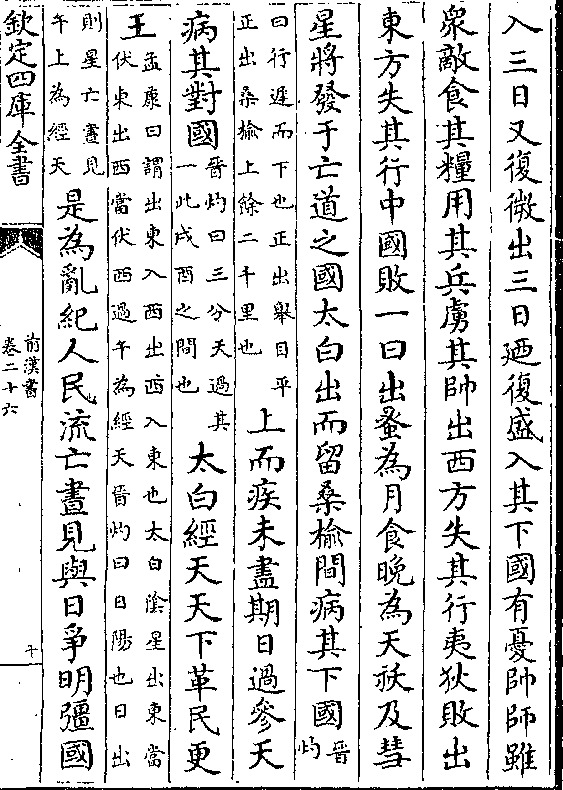 入三日又復微出三日廼復盛入其下國有憂帥師雖
衆敵食其糧用其兵虜其帥出西方失其行夷狄敗出
東方失其行中國敗一曰出蚤為月食晚為天祅及彗
星將發于亡道之國太白出而留桑榆間病其下國晉灼
曰行遲而下也正出舉目平
正出桑榆上餘二千里也
上而疾未盡期日過參天
病其對國
晉灼曰三分天過其
一此戌酉之間也
太白經天天下革民更
王
孟康曰謂出東入西出西入東也太白陰星出東當
伏東出西當伏西過午為經天晉灼曰日陽也日出
則星亡晝見
午上為經天
是為亂紀人民流亡晝見與日爭明彊國
欽定四庫全書
前漢書
卷二十六
十